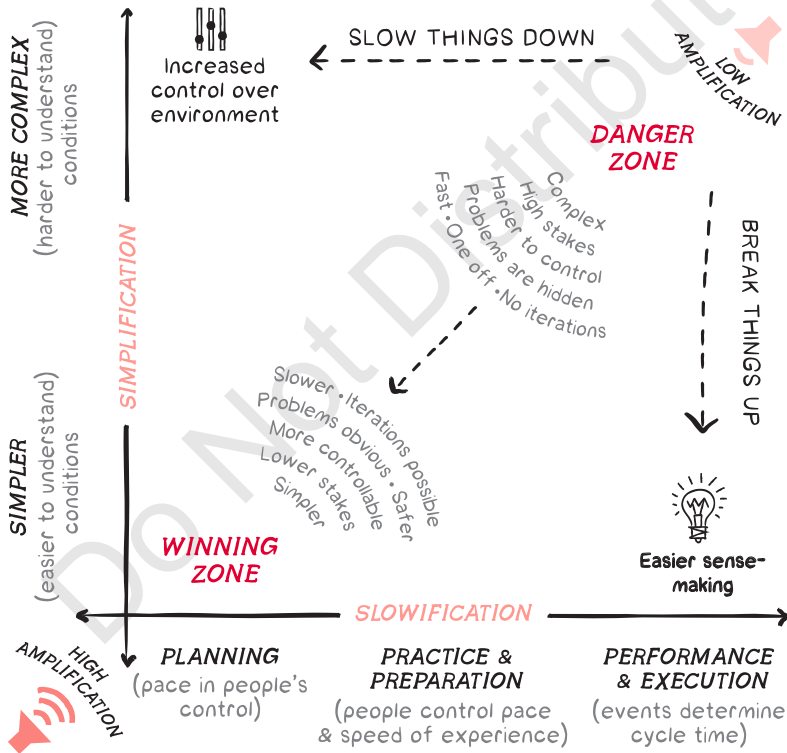 MORE COMPLEX
(harder to understand)
conditions
Increased
control over
environment
SLOW THINGS DOWN
LOW
AMPLIFICATION
DANGER
ZONE
Complex
High stakes
Harder to control
Problems are hidden
Fast • One off • No iterations
BREAK THINGS UP
SIMPLIFICATION
Slower • Iterations possible
Problems obvious • Safer
More controllable
Lower stakes
Simpler
SIMPLER
(easier to understand)
conditions
WINNING
ZONE
Easier sense-
making
SLOWIFICATION
HIGH
AMPLIFICATION
PLANNING
(pace in people's
control)
PRACTICE &
PREPARATION
(people control pace
& speed of experience)
PERFORMANCE
& EXECUTION
(events determine
cycle time)
Do Not Distribut